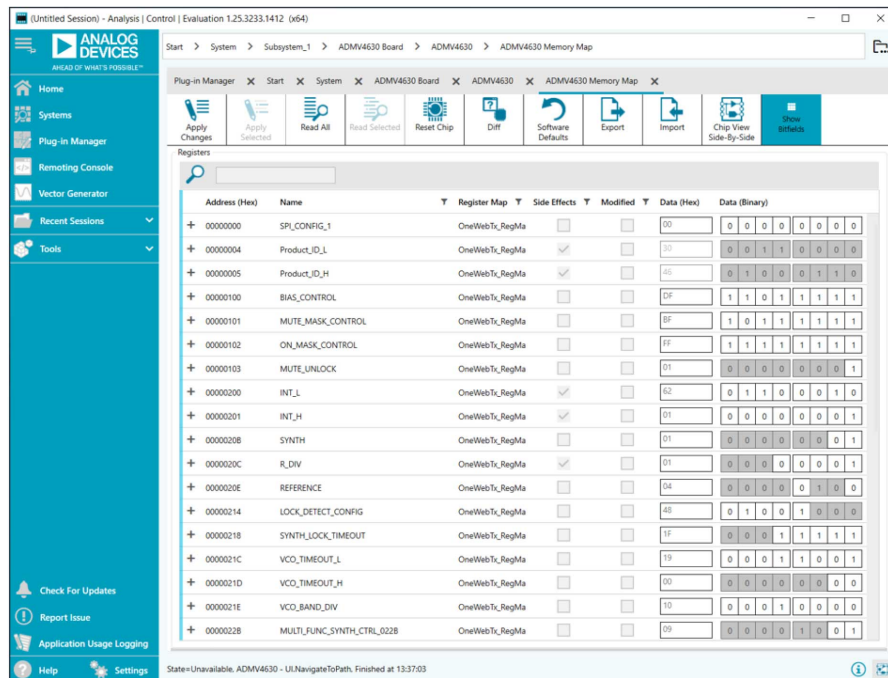 (Untitled Session) - Analysis | Control | Evaluation 1.25.3233.1412 (x64)
ANALOG
DEVICES
AHEAD OF WHAT'S POSSIBLE™
Start > System > Subsystem_1 > ADMV4630 Board > ADMV4630 > ADMV4630 Memory Map
Home
Systems
Plug-in Manager
Remoting Console
Vector Generator
Recent Sessions
Tools
Check For Updates
Report Issue
Application Usage Logging
Help Settings
Plug-in Manager X Start X System X ADMV4630 Board X ADMV4630 X ADMV4630 Memory Map X
Apply Changes
Apply Selected
Read All
Read Selected
Reset Chip
Diff
Software Defaults
Export
Import
Chip View Side-By-Side
Show Bitfields
Registers
Address (Hex) Name Register Map Side Effects Modified Data (Hex) Data (Binary)
+ 00000000 SPI_CONFIG_1 OneWebTx_RegMa 00 0 0 0 0 0 0 0 0
+ 00000004 Product_ID_L OneWebTx_RegMa 30 0 0 1 1 0 0 0 0
+ 00000005 Product_ID_H OneWebTx_RegMa 46 0 1 0 0 0 1 1 0
+ 00000100 BIAS_CONTROL OneWebTx_RegMa DF 1 1 0 1 1 1 1 1
+ 00000101 MUTE_MASK_CONTROL OneWebTx_RegMa BF 1 0 1 1 1 1 1 1
+ 00000102 ON_MASK_CONTROL OneWebTx_RegMa FF 1 1 1 1 1 1 1 1
+ 00000103 MUTE_UNLOCK OneWebTx_RegMa 01 0 0 0 0 0 0 0 1
+ 00000200 INT_L OneWebTx_RegMa 62 0 1 1 0 0 0 1 0
+ 00000201 INT_H OneWebTx_RegMa 01 0 0 0 0 0 0 0 1
+ 0000020B SYNTH OneWebTx_RegMa 01 0 0 0 0 0 0 0 1
+ 0000020C R_DIV OneWebTx_RegMa 01 0 0 0 0 0 0 0 1
+ 0000020E REFERENCE OneWebTx_RegMa 04 0 0 0 0 0 1 0 0
+ 00000214 LOCK_DETECT_CONFIG OneWebTx_RegMa 48 0 1 0 0 1 0 0 0
+ 00000218 SYNTH_LOCK_TIMEOUT OneWebTx_RegMa 1F 0 0 0 1 1 1 1 1
+ 0000021C VCO_TIMEOUT_L OneWebTx_RegMa 19 0 0 0 1 1 0 0 1
+ 0000021D VCO_TIMEOUT_H OneWebTx_RegMa 00 0 0 0 0 0 0 0 0
+ 0000021E VCO_BAND_DIV OneWebTx_RegMa 10 0 0 0 1 0 0 0 0
+ 0000022B MULTI_FUNC_SYNTH_CTRL_022B OneWebTx_RegMa 09 0 0 0 0 1 0 0 1
State=Unavailable, ADMV4630 - UI.NavigateToPath, Finished at 13:37:03